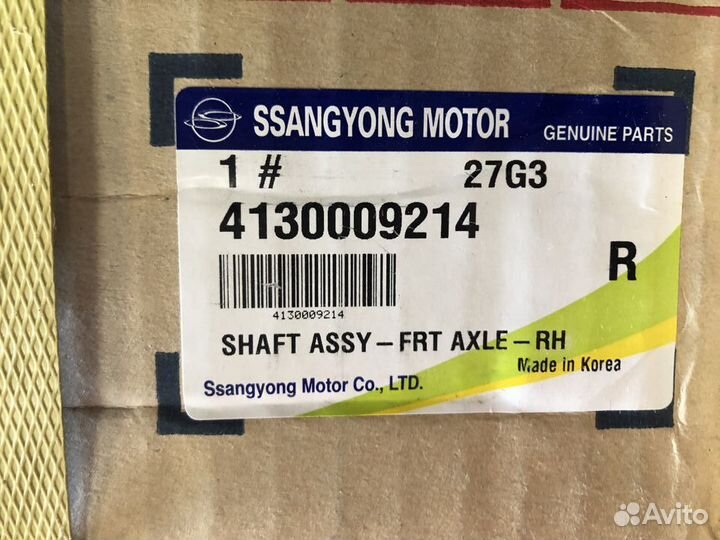 SSANGYONG MOTOR GENUINE PARTS
1 # 27G3
4130009214
R
4130009214
SHAFT ASSY - FRT AXLE - RH
Made in Korea
Ssangyong Motor Co., LTD.
Avito